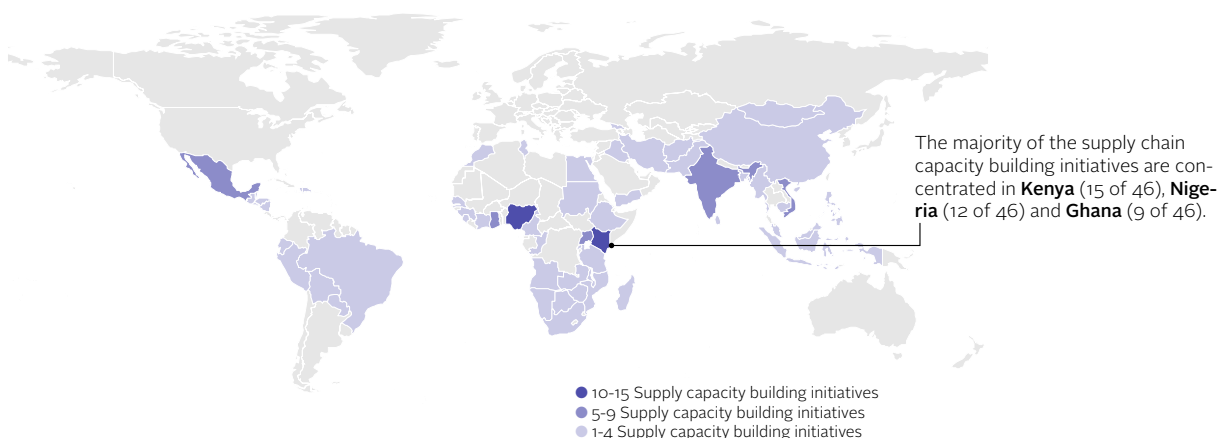 The majority of the supply chain
capacity building initiatives are con-
centrated in Kenya (15 of 46), Nige-
ria (12 of 46) and Ghana (9 of 46).
10-15 Supply capacity building initiatives
5-9 Supply capacity building initiatives
1-4 Supply capacity building initiatives